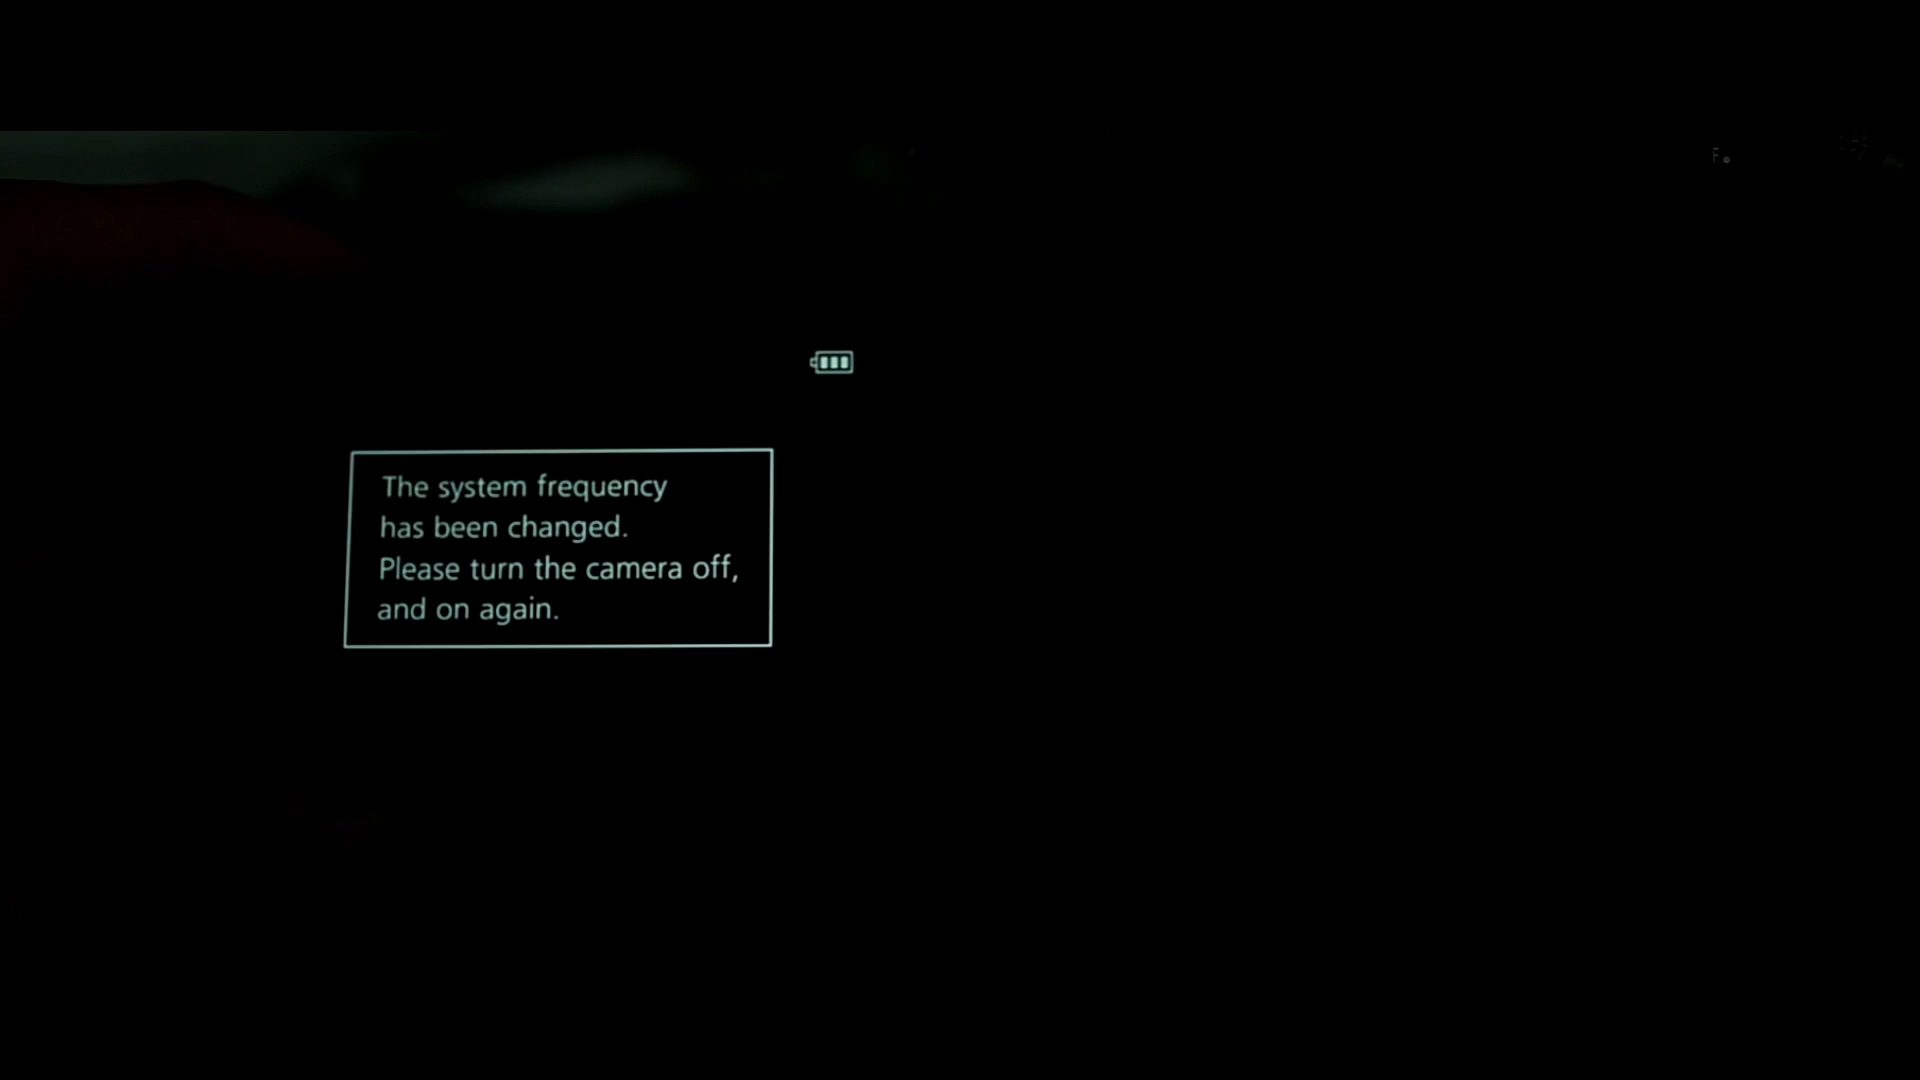 The system frequency
has been changed.
Please turn the camera off,
and on again.